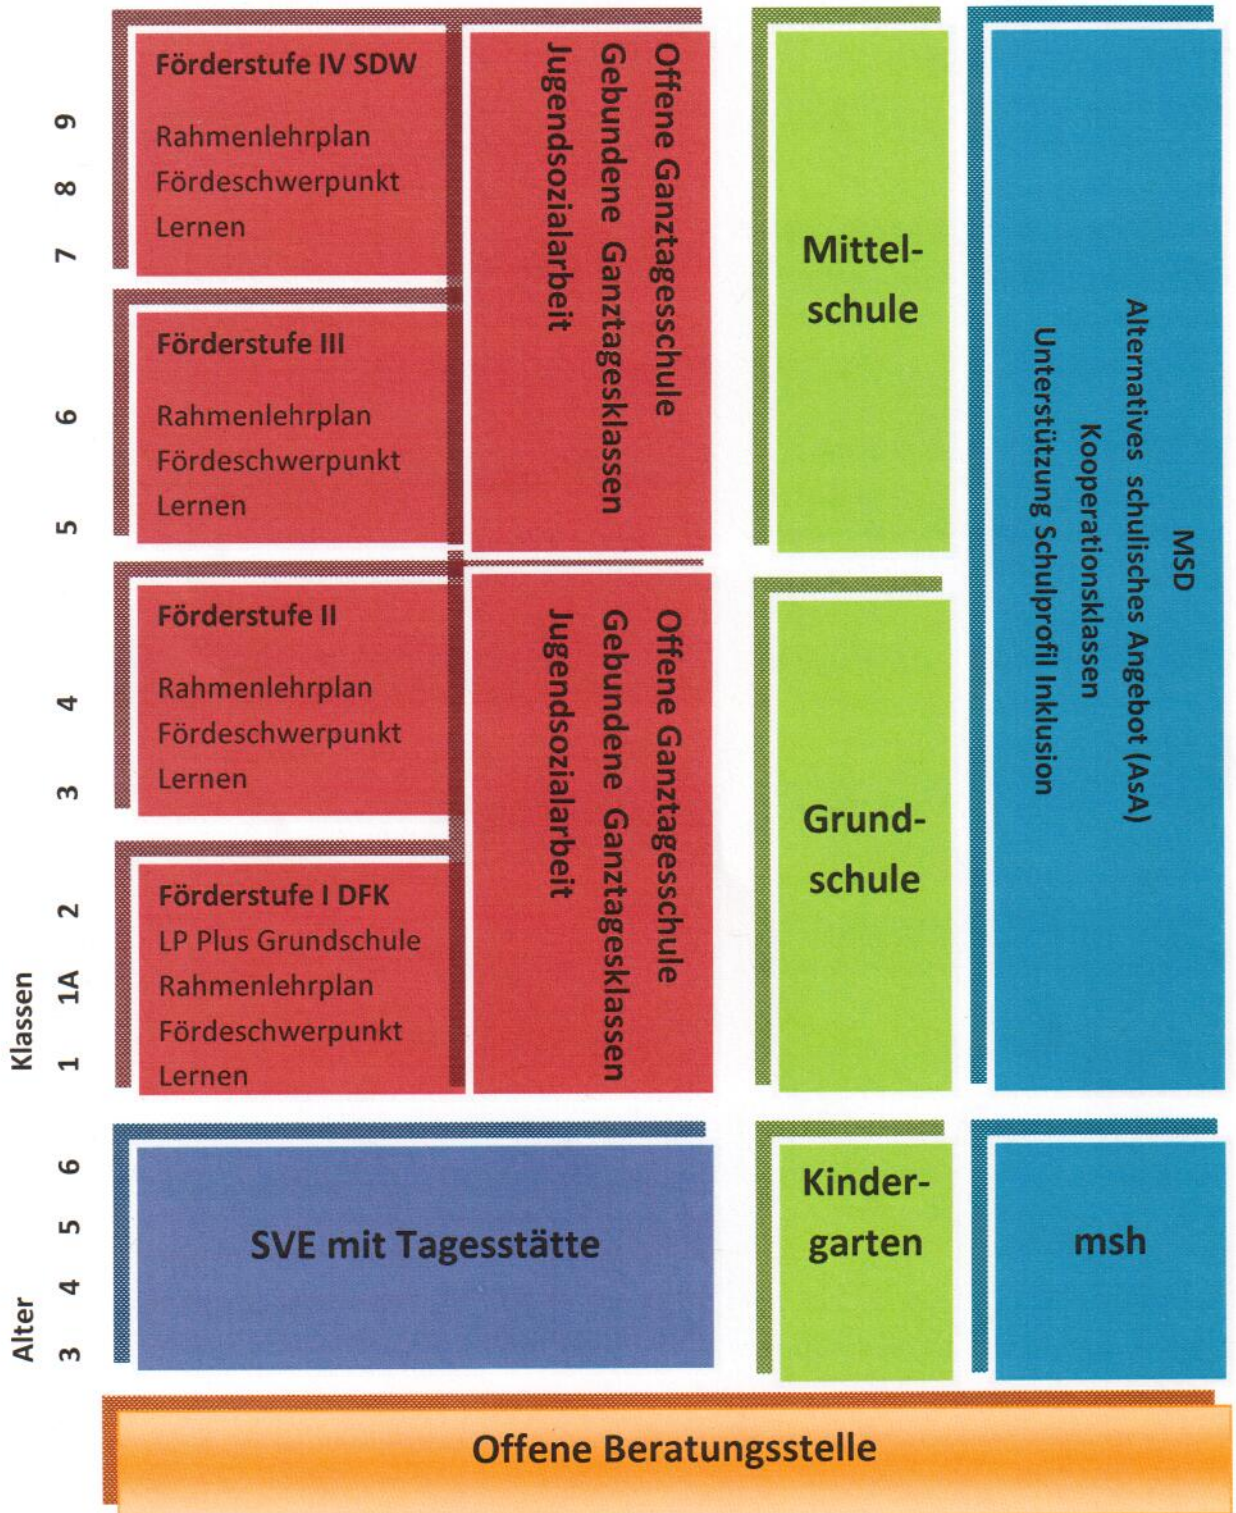 Förderstufe IV SDW
Rahmenlehrplan
Fördeschwerpunkt
Lernen
Förderstufe III
Rahmenlehrplan
Fördeschwerpunkt
Lernen
Förderstufe II
Rahmenlehrplan
Fördeschwerpunkt
Lernen
Förderstufe I DFK
LP Plus Grundschule
Rahmenlehrplan
Fördeschwerpunkt
Lernen
Offene Ganztagesschule
Gebundene Ganztagesklassen
Jugendsozialarbeit
Offene Ganztagesschule
Gebundene Ganztagesklassen
Jugendsozialarbeit
Mittel-
schule
Grund-
schule
MSD
Alternatives schulisches Angebot (AsA)
Kooperationsklassen
Unterstützung Schulprofil Inklusion
Klassen
1 1A 2 3 4 5 6 7 8 9
Alter
3 4 5 6
SVE mit Tagesstätte
Kinder-
garten
msh
Offene Beratungsstelle